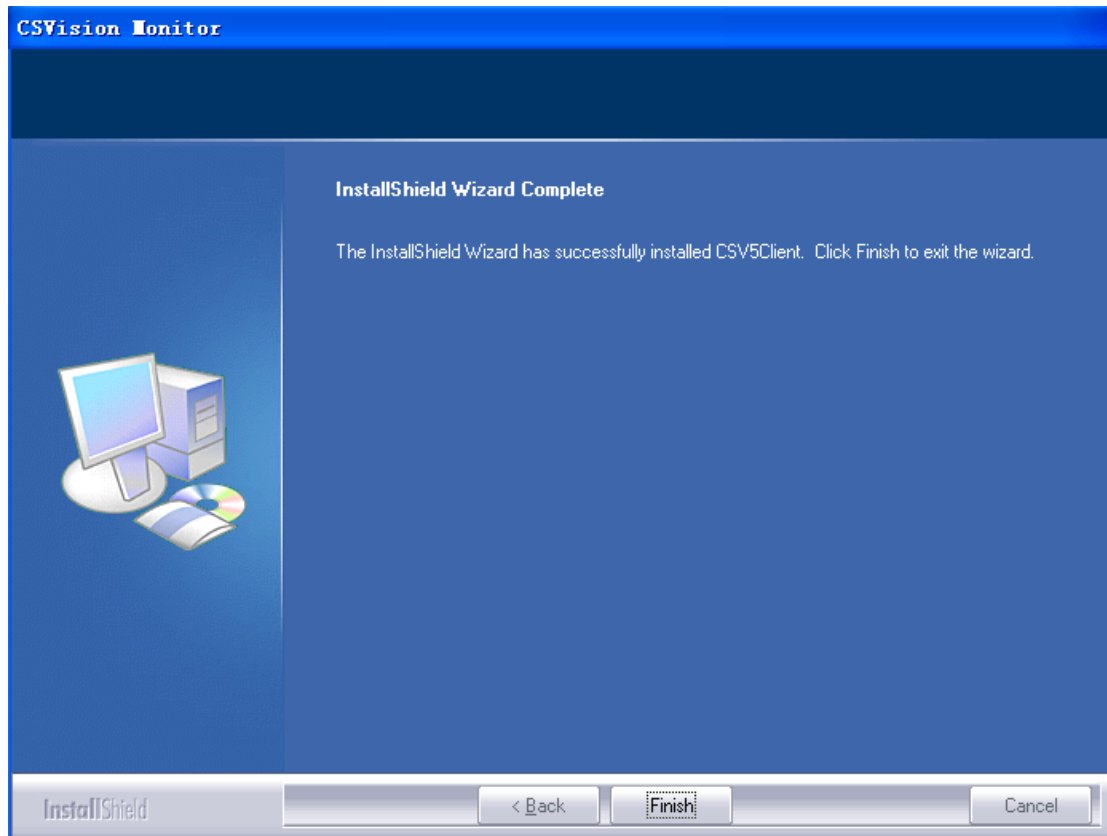 CSVision Monitor
InstallShield Wizard Complete
The InstallShield Wizard has successfully installed CSV5Client. Click Finish to exit the wizard.
InstallShield
< Back
Finish
Cancel